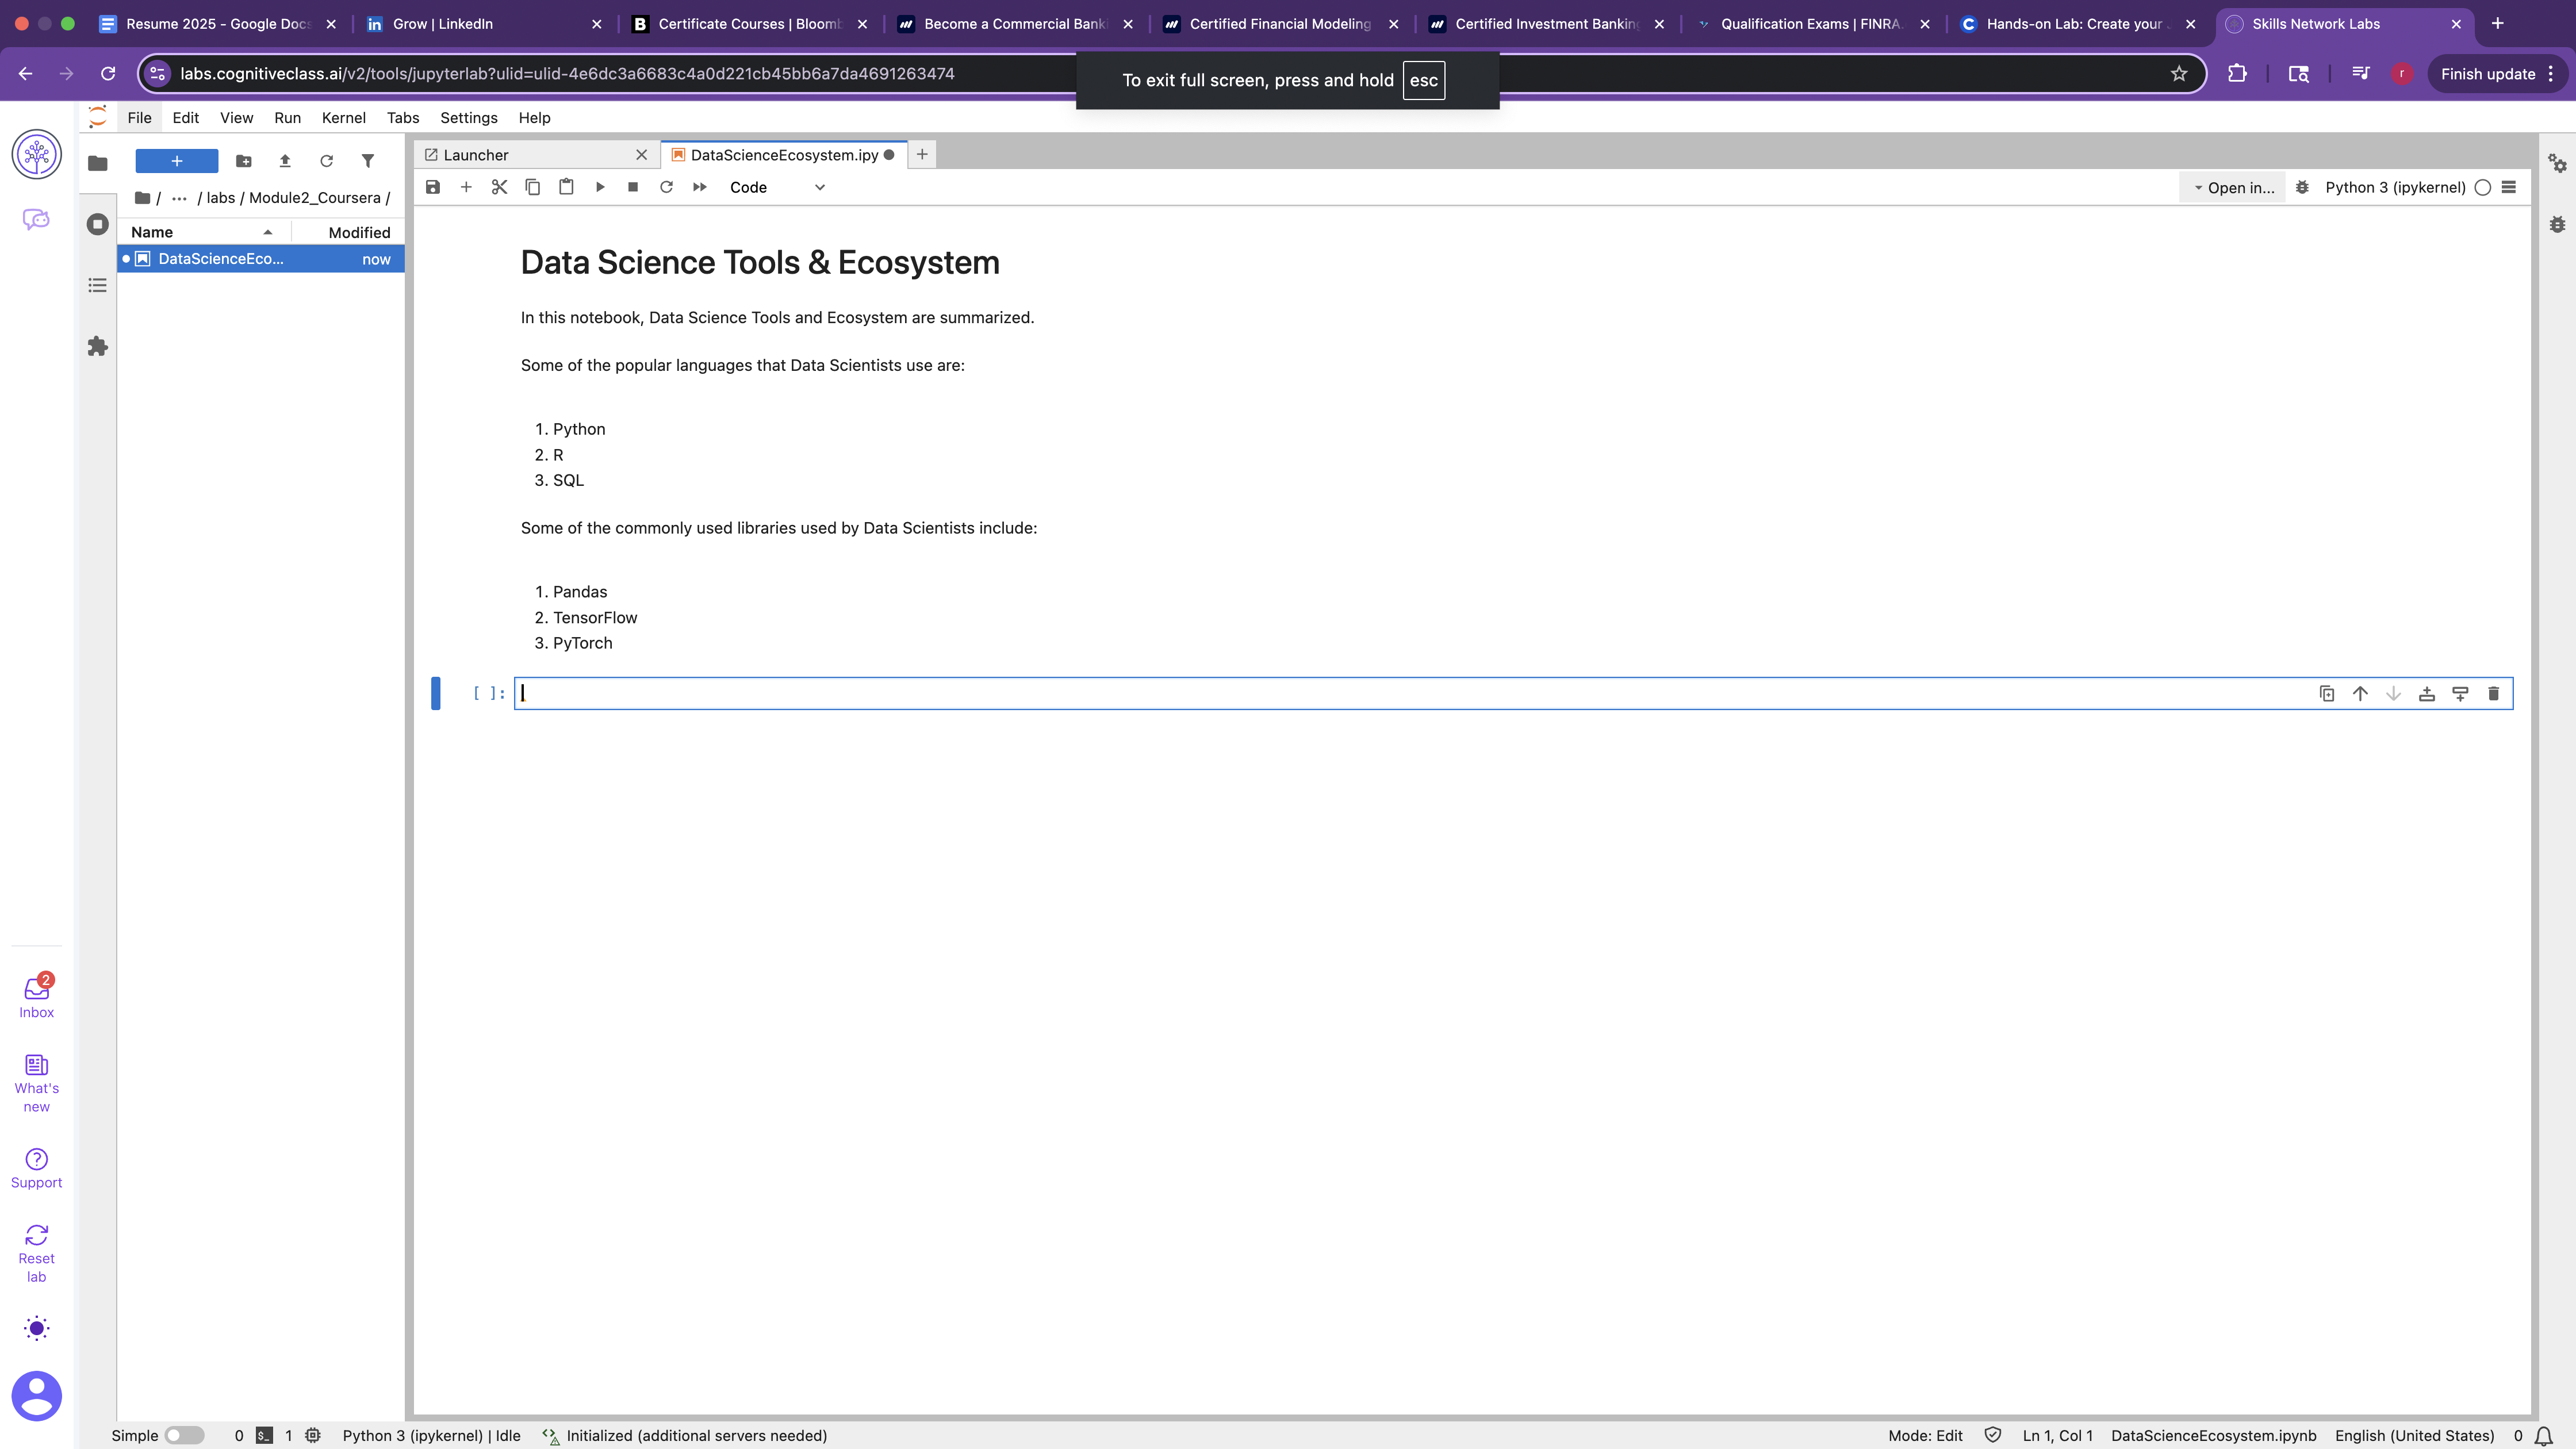 Resume 2025 - Google Docs
Grow | LinkedIn
Certificate Courses | Bloomb
Become a Commercial Banki
Certified Financial Modeling
Certified Investment Banking
Qualification Exams | FINRA
Hands-on Lab: Create your
Skills Network Labs
labs.cognitiveclass.ai/v2/tools/jupyterlab?ulid=ulid-4e6dc3a6683c4a0d221cb45bb6a7da4691263474
To exit full screen, press and hold esc
r
Finish update
File Edit View Run Kernel Tabs Settings Help
Launcher
DataScienceEcosystem.ipy
Code
Open in...
Python 3 (ipykernel)
/ ... / labs / Module2_Coursera /
Name Modified
DataScienceEco... now
Data Science Tools & Ecosystem
In this notebook, Data Science Tools and Ecosystem are summarized.
Some of the popular languages that Data Scientists use are:
1. Python
2. R
3. SQL
Some of the commonly used libraries used by Data Scientists include:
1. Pandas
2. TensorFlow
3. PyTorch
[ ]:
2
Inbox
What's
new
Support
Reset
lab
Simple 0 $_ 1 Python 3 (ipykernel) | Idle Initialized (additional servers needed)
Mode: Edit Ln 1, Col 1 DataScienceEcosystem.ipynb English (United States) 0